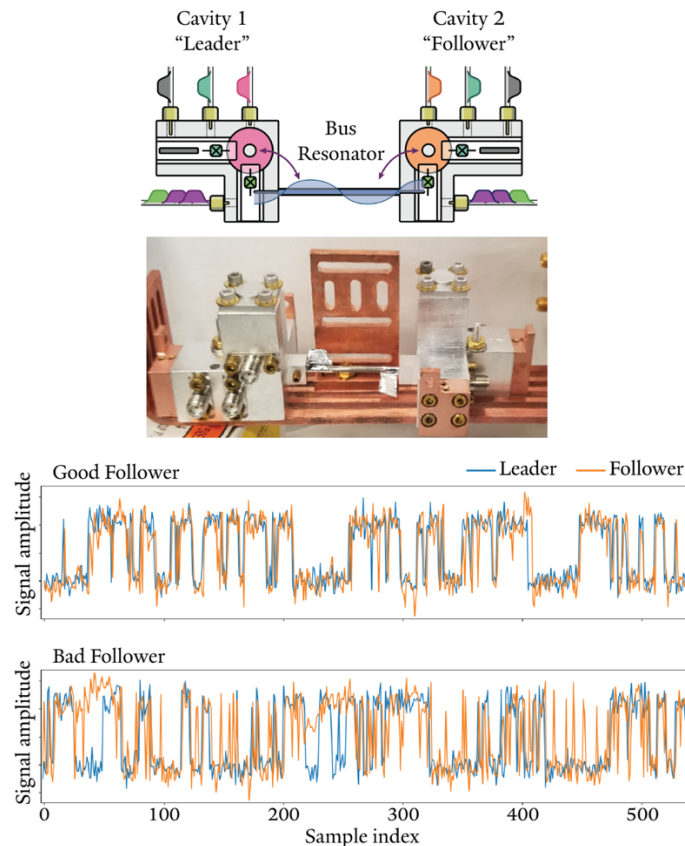 Cavity 1
“Leader”
Cavity 2
“Follower”
Bus
Resonator
Good Follower
Leader
Follower
Signal amplitude
Bad Follower
Signal amplitude
0
100
200
300
400
500
Sample index